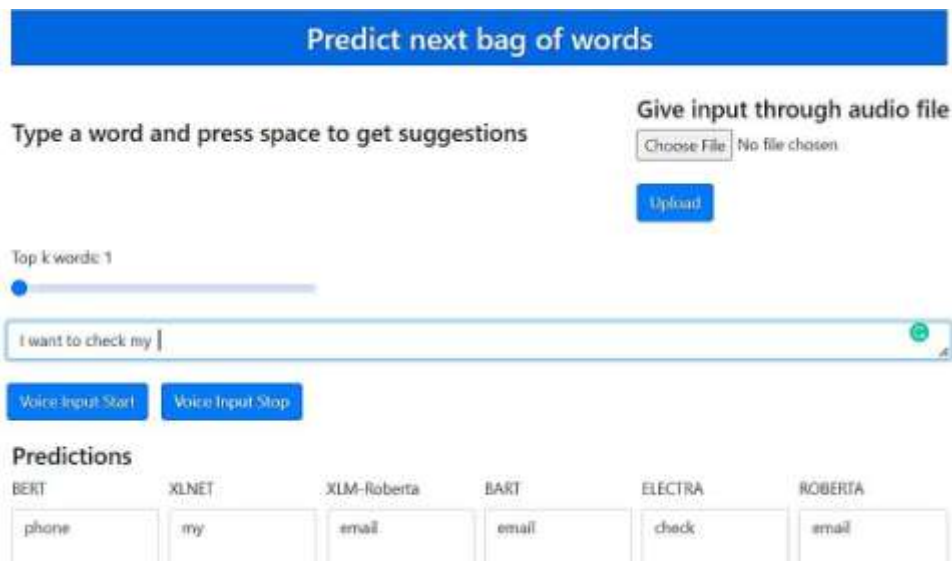 Predict next bag of words
Type a word and press space to get suggestions
Give input through audio file
Choose File No file chosen
Upload
Top k words: 1
I want to check my
Voice Input Start Voice Input Stop
Predictions
BERT XLNET XLM-Roberta BART ELECTRA ROBERTA
phone my email email check email